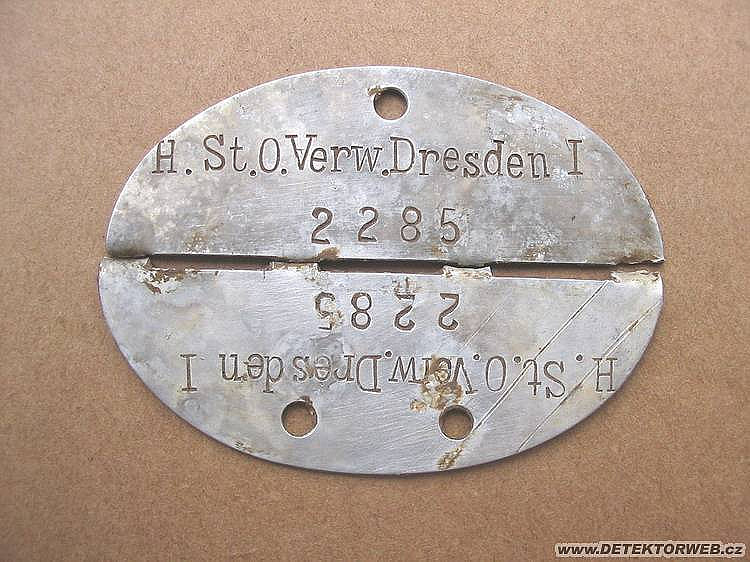 H. St.O.Verw.Dresden I
2285
2285
H. St.O.Verw.Dresden I
www.DETEKTORWEB.cz